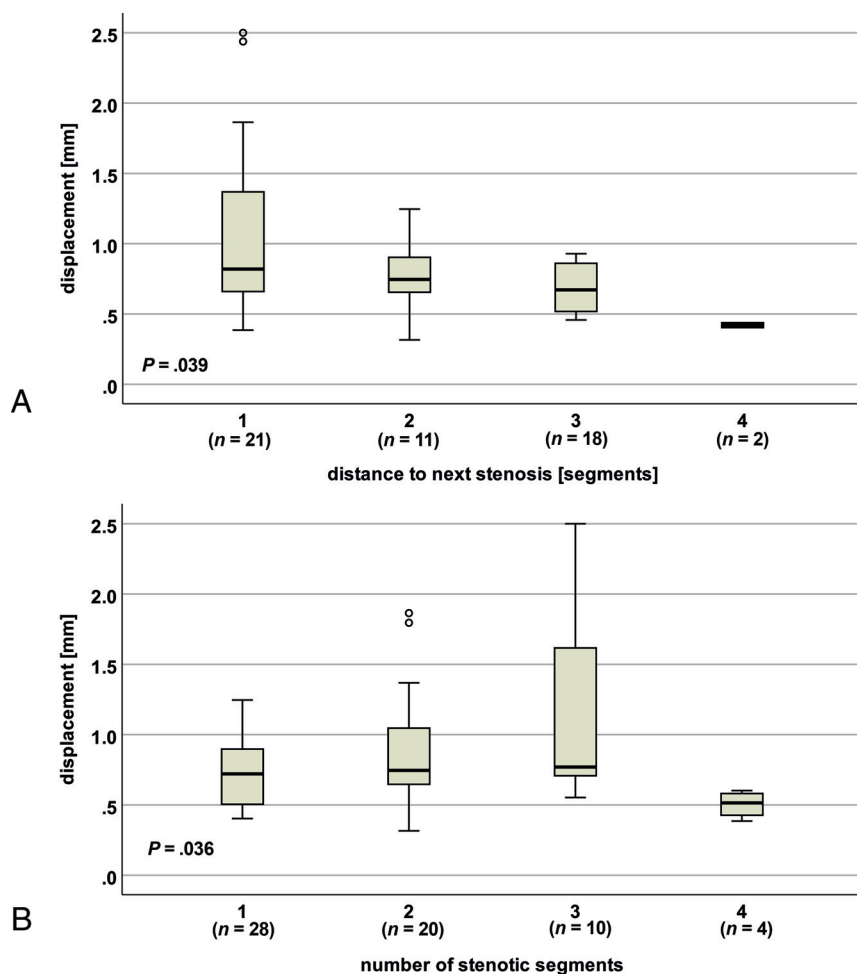 2.5
2.0
1.5
1.0
.5
.0
displacement [mm]
P = .039
A
1 2 3 4
(n = 21) (n = 11) (n = 18) (n = 2)
distance to next stenosis [segments]
2.5
2.0
1.5
1.0
.5
.0
displacement [mm]
P = .036
B
1 2 3 4
(n = 28) (n = 20) (n = 10) (n = 4)
number of stenotic segments